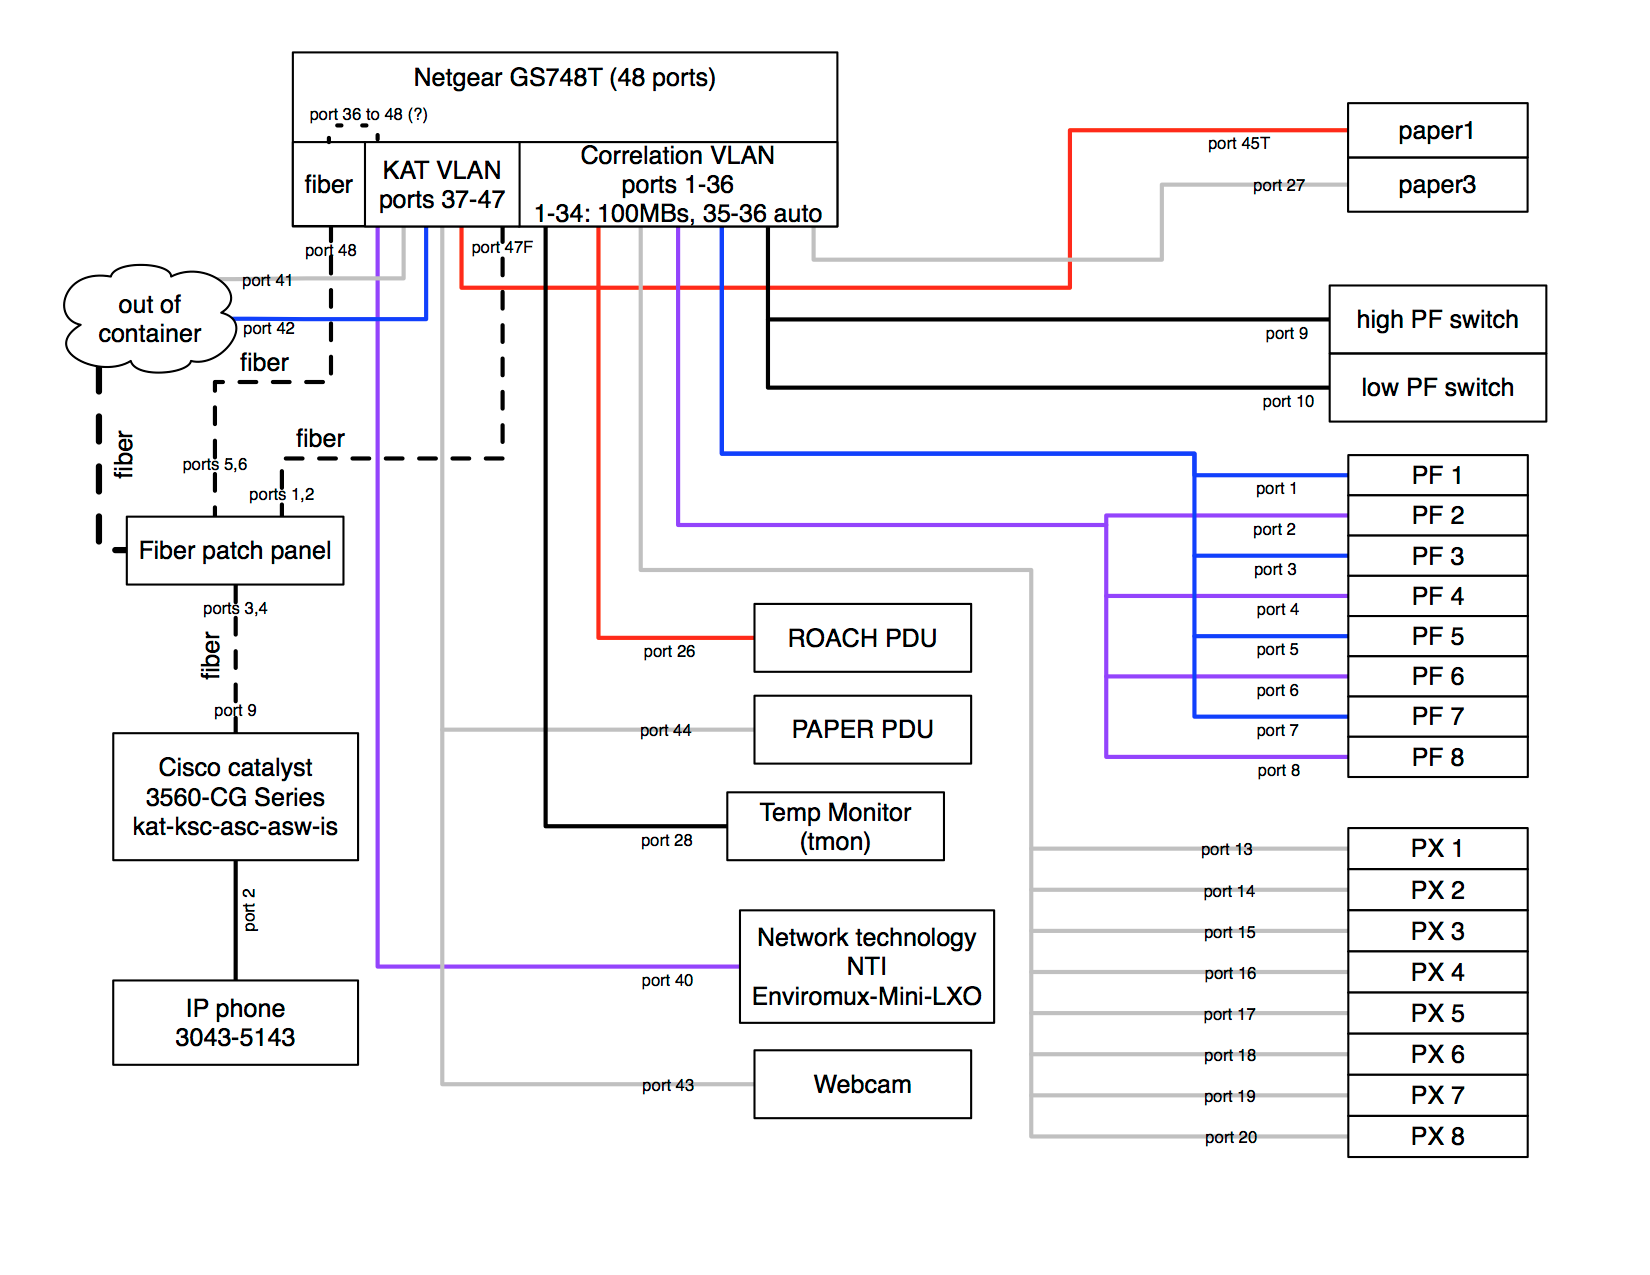 Netgear GS748T (48 ports)
port 36 to 48 (?)
fiber
KAT VLAN
ports 37-47
Correlation VLAN
ports 1-36
1-34: 100MBs, 35-36 auto
port 48
port 47F
port 41
port 42
out of
container
fiber
fiber
fiber
ports 5,6
ports 1,2
Fiber patch panel
ports 3,4
fiber
port 9
Cisco catalyst
3560-CG Series
kat-ksc-asc-asw-is
port 2
IP phone
3043-5143
port 26
ROACH PDU
port 44
PAPER PDU
port 28
Temp Monitor
(tmon)
port 40
Network technology
NTI
Enviromux-Mini-LXO
port 43
Webcam
port 45T
paper1
port 27
paper3
port 9
high PF switch
port 10
low PF switch
port 1
PF 1
port 2
PF 2
port 3
PF 3
port 4
PF 4
port 5
PF 5
port 6
PF 6
port 7
PF 7
port 8
PF 8
port 13
PX 1
port 14
PX 2
port 15
PX 3
port 16
PX 4
port 17
PX 5
port 18
PX 6
port 19
PX 7
port 20
PX 8